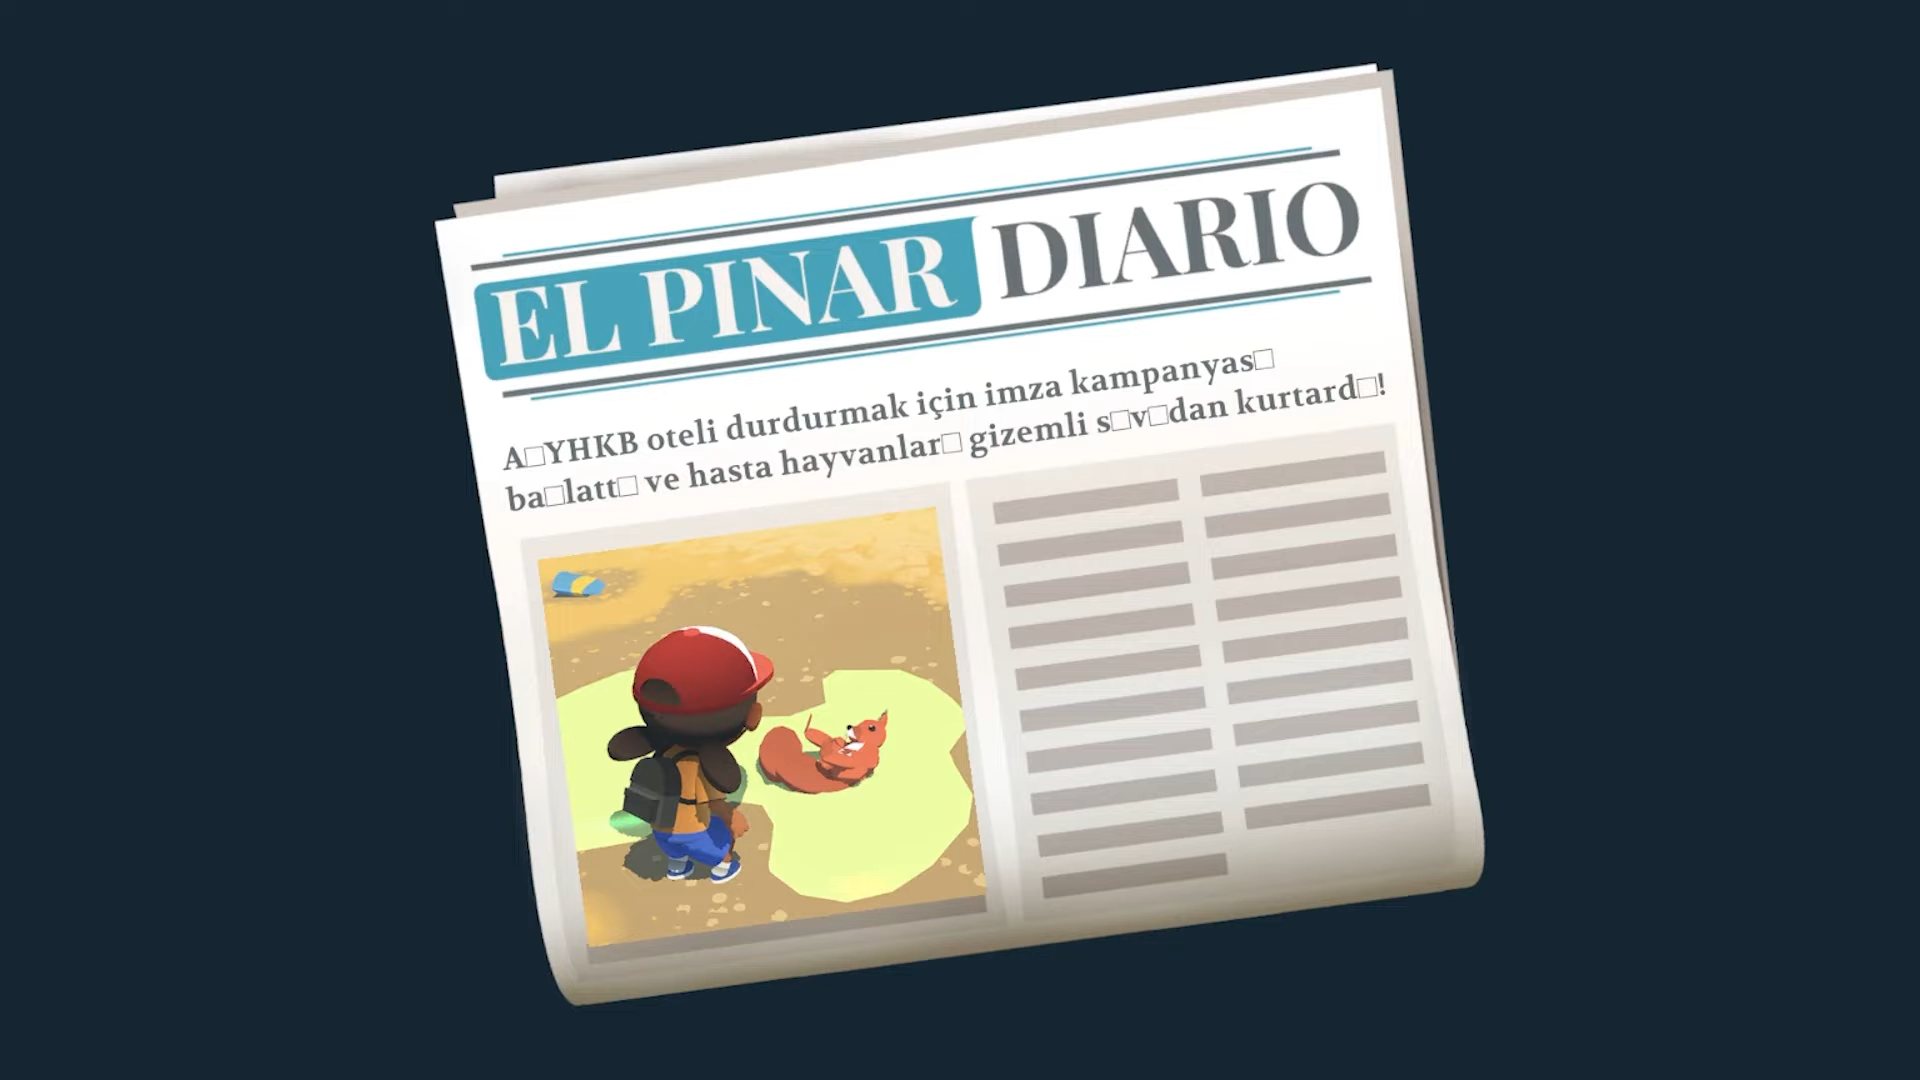 EL PINAR DIARIO
A□YHKB oteli durdurmak için imza kampanyas□
ba□latt□ ve hasta hayvanlar□ gizemli s□v□dan kurtard□!